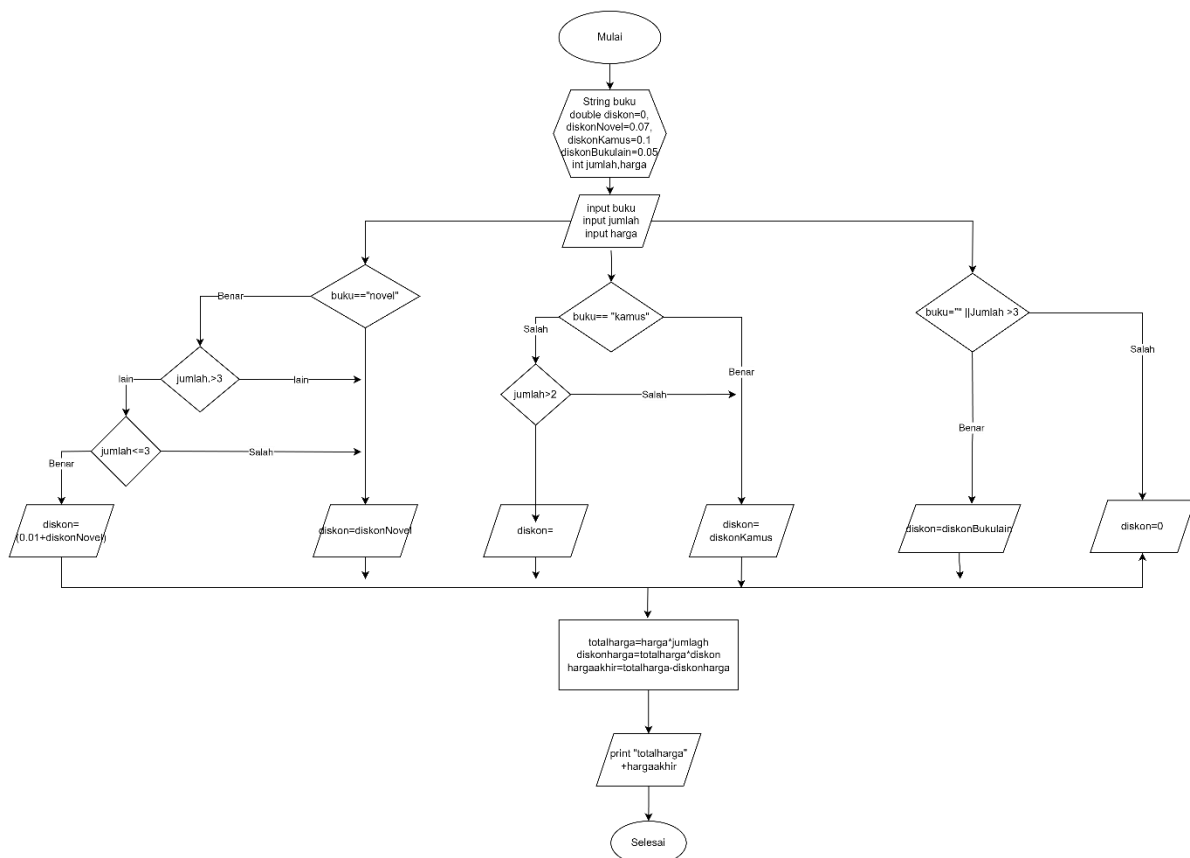 Mulai
String buku
double diskon=0,
diskonNovel=0.07,
diskonKamus=0.1
diskonBukulain=0.05
int jumlah,harga
input buku
input jumlah
input harga
buku=="novel"
Benar
jumlah.>3
lain
lain
jumlah<=3
Benar
Salah
diskon=
(0.01+diskonNovel)
diskon=diskonNovel
buku== "kamus"
Salah
Benar
jumlah>2
Salah
diskon=
diskon=
diskonKamus
buku="" ||Jumlah >3
Salah
Benar
diskon=diskonBukulain
diskon=0
totalharga=harga*jumlagh
diskonharga=totalharga*diskon
hargaakhir=totalharga-diskonharga
print "totalharga"
+hargaakhir
Selesai